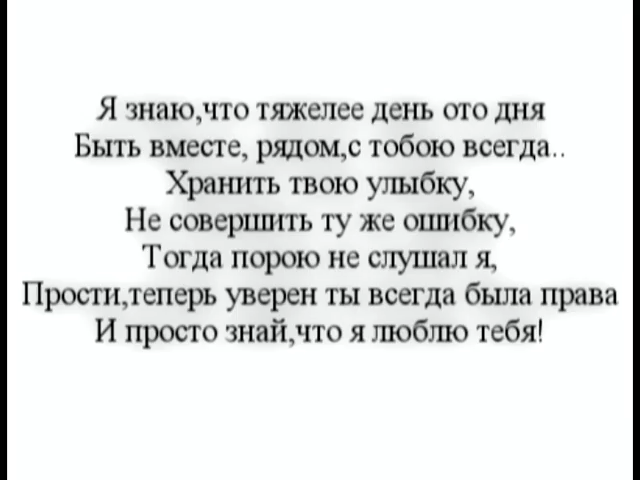 Я знаю,что тяжелее день ото дня
Быть вместе, рядом,с тобою всегда..
Хранить твою улыбку,
Не совершить ту же ошибку,
Тогда порою не слушал я,
Прости,теперь уверен ты всегда была права
И просто знай,что я люблю тебя!